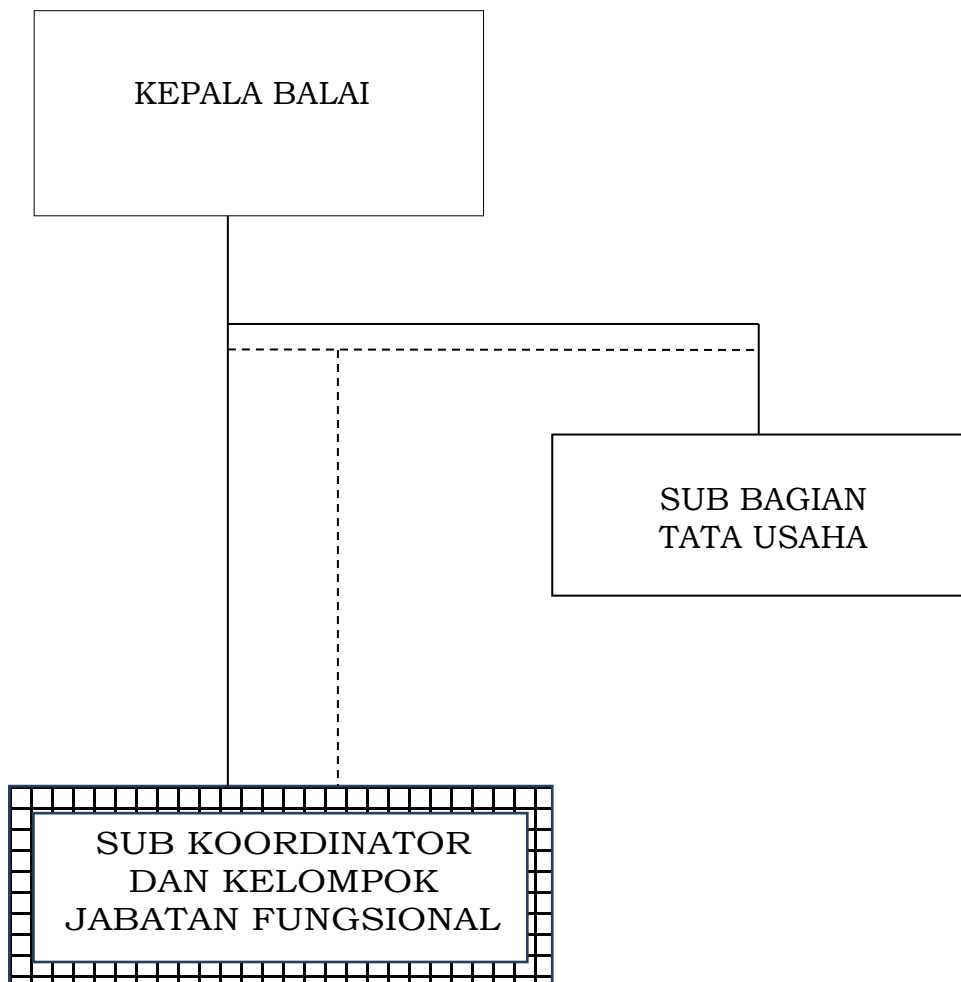 KEPALA BALAI
SUB BAGIAN
TATA USAHA
SUB KOORDINATOR
DAN KELOMPOK
JABATAN FUNGSIONAL